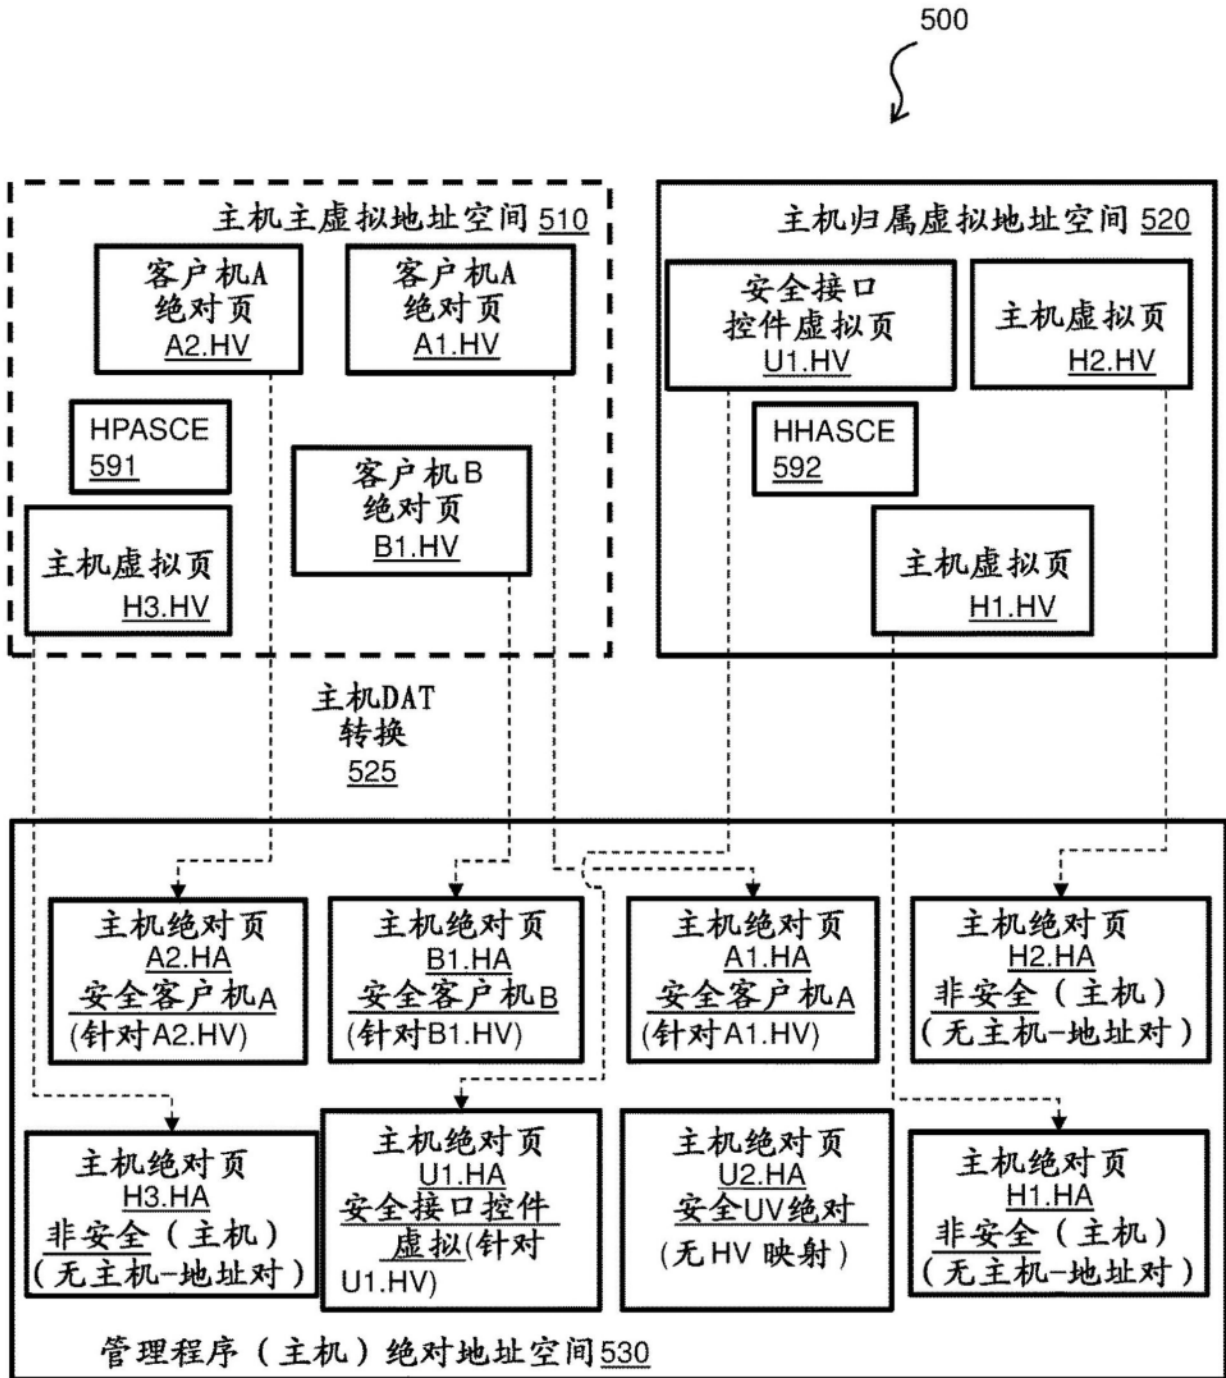 500
主机主虚拟地址空间 510
客户机A
绝对页
A2.HV
客户机A
绝对页
A1.HV
HPASCE
591
客户机B
绝对页
B1.HV
主机虚拟页
H3.HV
主机归属虚拟地址空间 520
安全接口
控件虚拟页
U1.HV
主机虚拟页
H2.HV
HHASCE
592
主机虚拟页
H1.HV
主机DAT
转换
525
主机绝对页
A2.HA
安全客户机A
(针对A2.HV)
主机绝对页
B1.HA
安全客户机B
(针对B1.HV)
主机绝对页
A1.HA
安全客户机A
(针对A1.HV)
主机绝对页
H2.HA
非安全（主机）
（无主机-地址对）
主机绝对页
H3.HA
非安全（主机）
（无主机-地址对）
主机绝对页
U1.HA
安全接口控件
虚拟(针对
U1.HV)
主机绝对页
U2.HA
安全UV绝对
(无HV 映射)
主机绝对页
H1.HA
非安全（主机）
（无主机-地址对）
管理程序（主机）绝对地址空间530